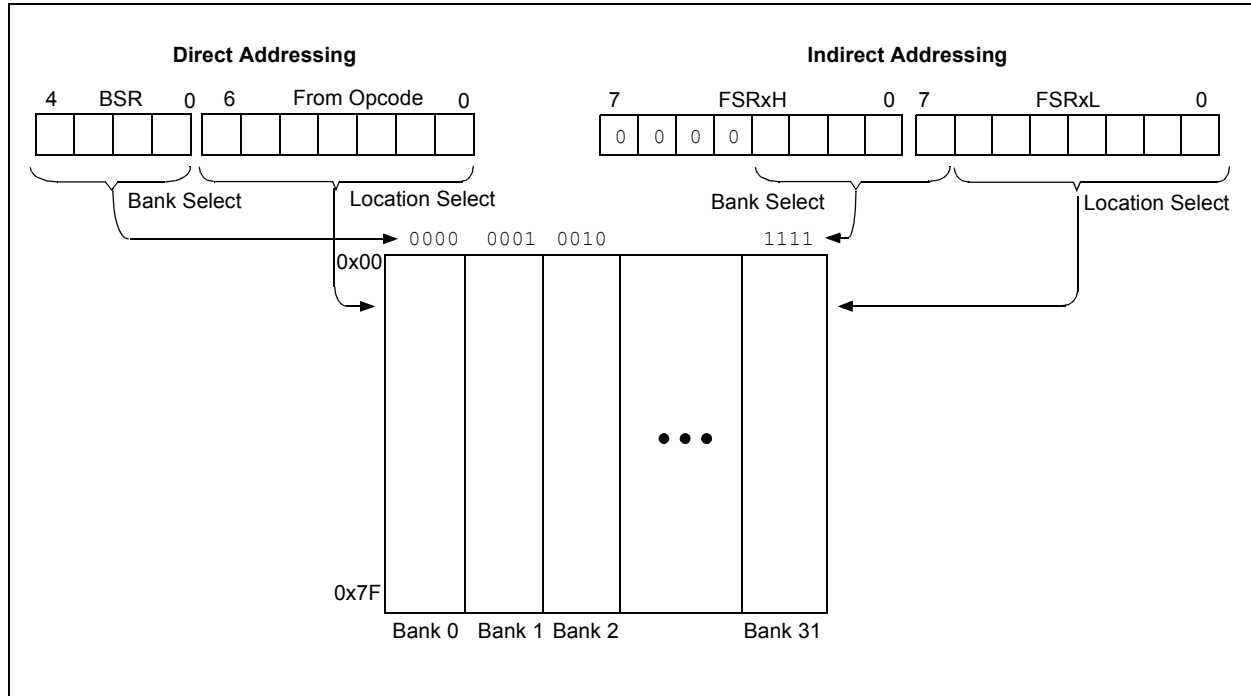 Direct Addressing
Indirect Addressing
4 BSR 0 6 From Opcode 0
7 FSRxH 0 7 FSRxL 0
0 0 0 0
Bank Select
Location Select
Bank Select
Location Select
0000 0001 0010 1111
0x00
0x7F
Bank 0 Bank 1 Bank 2 Bank 31